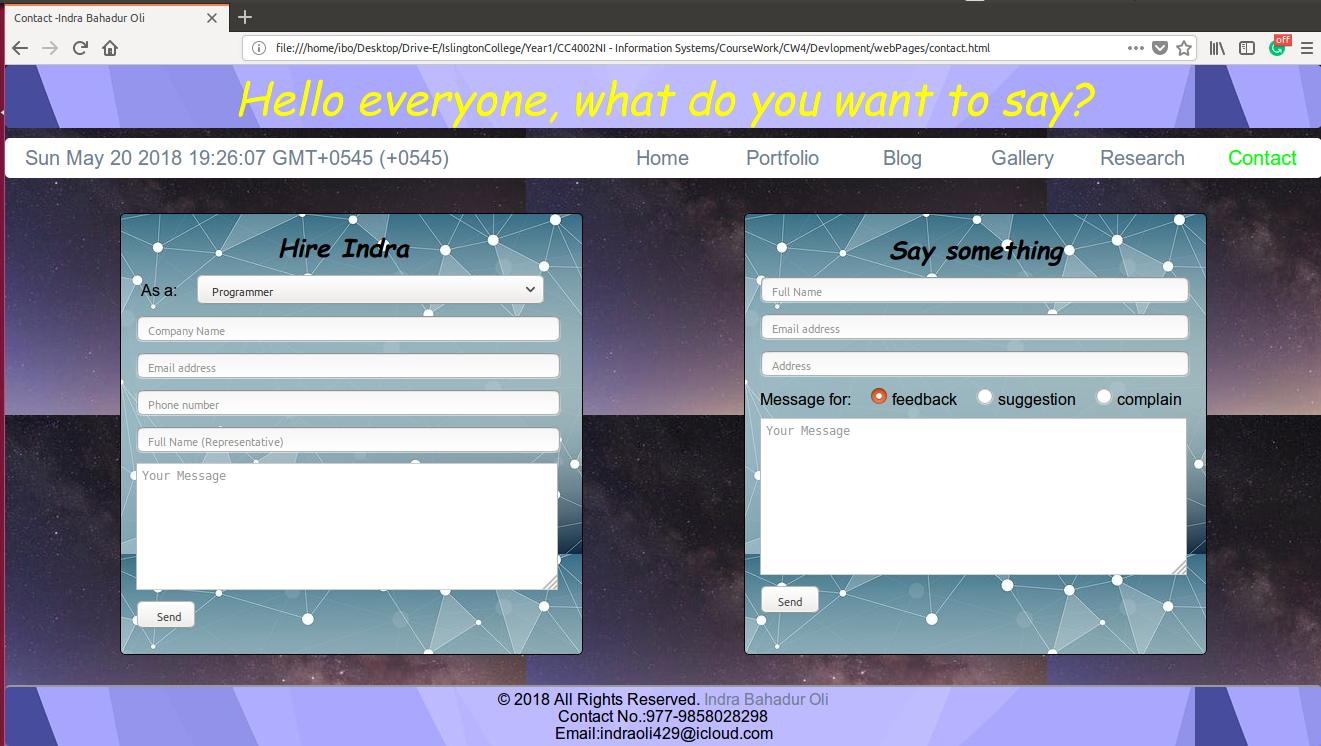 Contact -Indra Bahadur Oli
file:///home/ibo/Desktop/Drive-E/IslingtonCollege/Year1/CC4002NI - Information Systems/CourseWork/CW4/Devlopment/webPages/contact.html
off
Hello everyone, what do you want to say?
Sun May 20 2018 19:26:07 GMT+0545 (+0545) Home Portfolio Blog Gallery Research Contact
Hire Indra
As a: Programmer
Company Name
Email address
Phone number
Full Name (Representative)
Your Message
Send
Say something
Full Name
Email address
Address
Message for: feedback suggestion complain
Your Message
Send
© 2018 All Rights Reserved. Indra Bahadur Oli
Contact No.:977-9858028298
Email:indraoli429@icloud.com